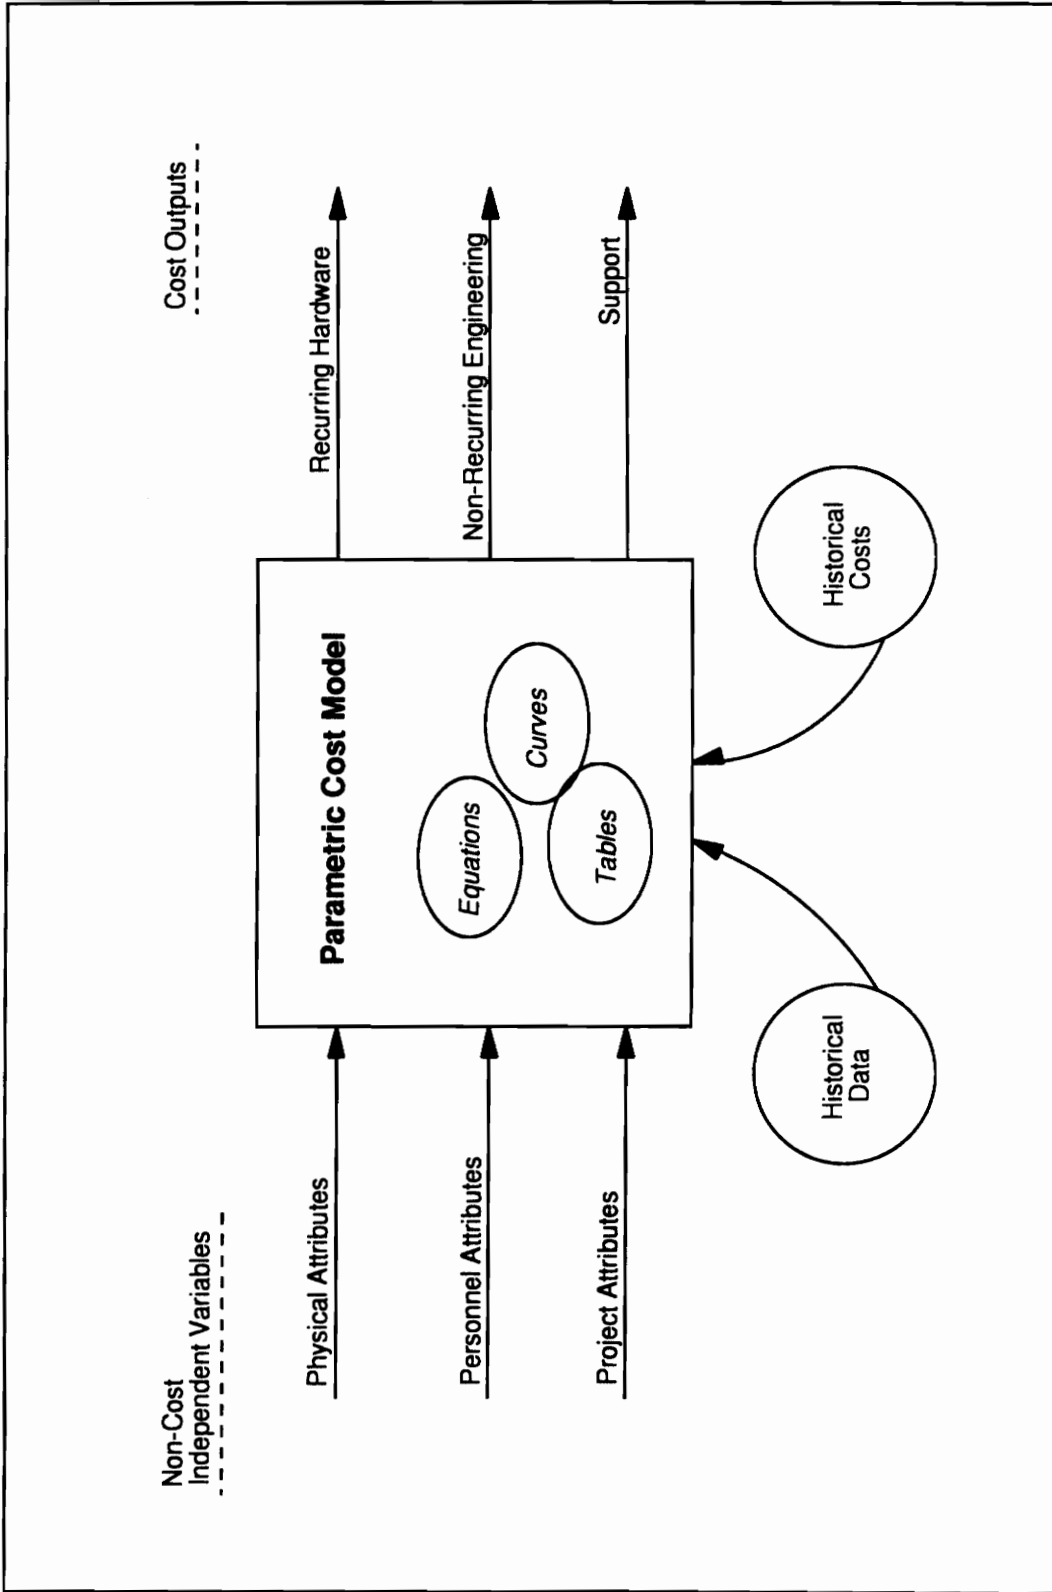 Non-Cost
Independent Variables
Cost Outputs
Physical Attributes
Personnel Attributes
Project Attributes
Parametric Cost Model
Equations
Curves
Tables
Recurring Hardware
Non-Recurring Engineering
Support
Historical
Data
Historical
Costs